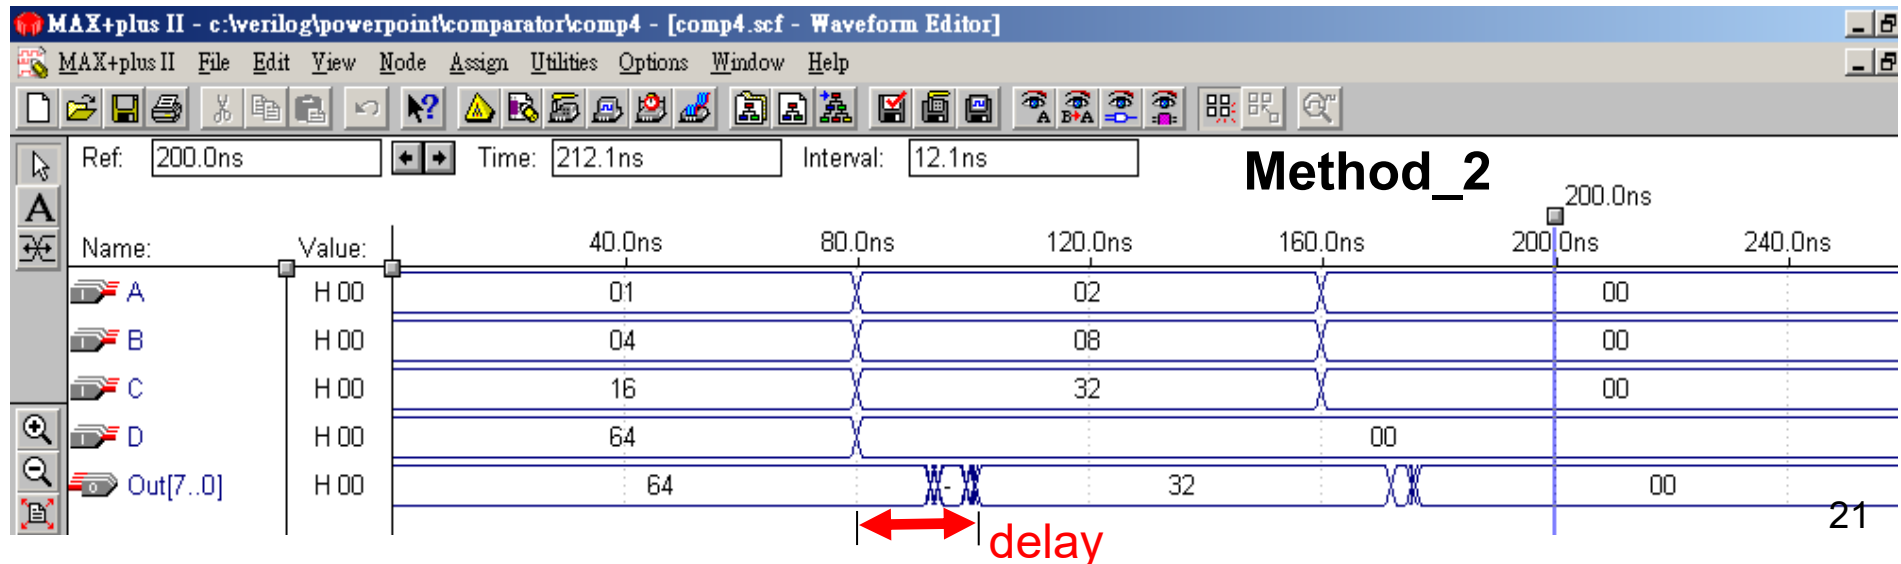 MAX+plus II - c:\verilog\powerpoint\comparator\comp4 - [comp4.scf - Waveform Editor]
MAX+plus II File Edit View Node Assign Utilities Options Window Help
A B▸A
Ref: 200.0ns Time: 212.1ns Interval: 12.1ns Method_2
A
200.0ns
Name: Value: 40.0ns 80.0ns 120.0ns 160.0ns 200.0ns 240.0ns
A H 00 01 02 00
B H 00 04 08 00
C H 00 16 32 00
D H 00 64 00
Out[7..0] H 00 64 - 32 00
21
delay